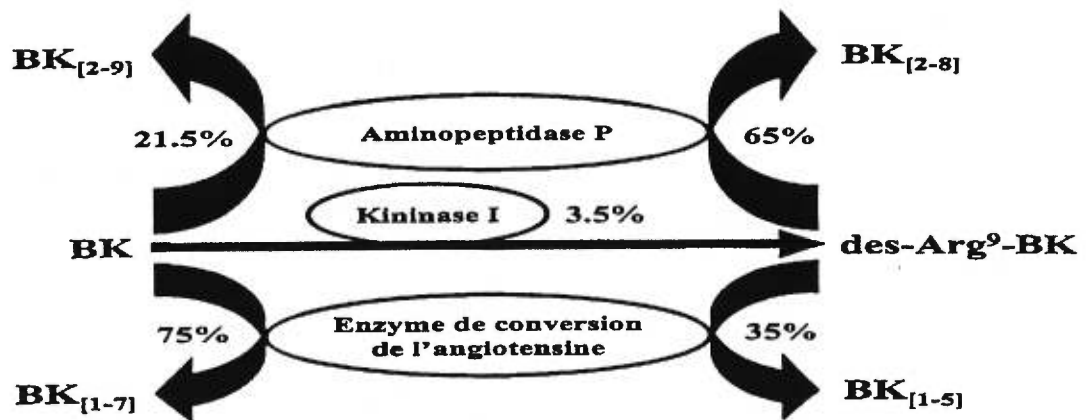 BK[2-9]
BK[2-8]
21.5%
Aminopeptidase P
65%
Kininase I
3.5%
BK
des-Arg⁹-BK
75%
Enzyme de conversion
de l'angiotensine
35%
BK[1-7]
BK[1-5]